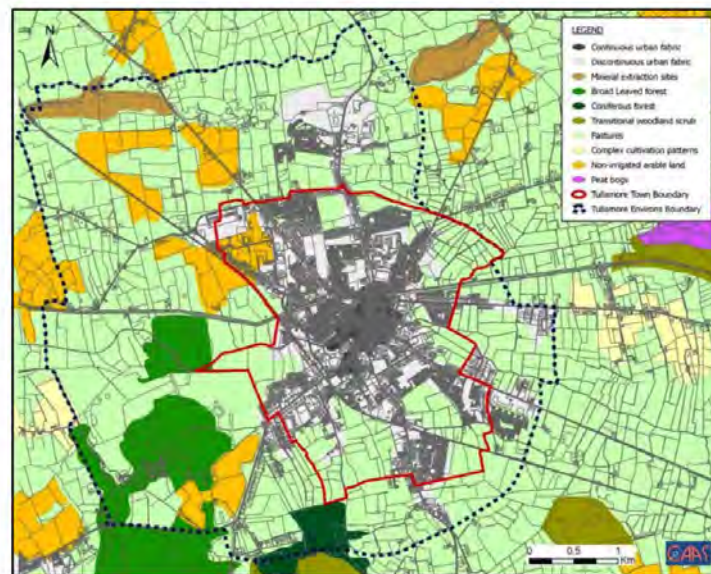 N
LEGEND
Continuous urban fabric
Discontinuous urban fabric
Mineral extraction sites
Broad Leaved forest
Coniferous forest
Transitional woodland scrub
Pastures
Complex cultivation patterns
Non-irrigated arable land
Peat bogs
Tullamore Town Boundary
Tullamore Environs Boundary
0 0.5 1
Km
CAAS